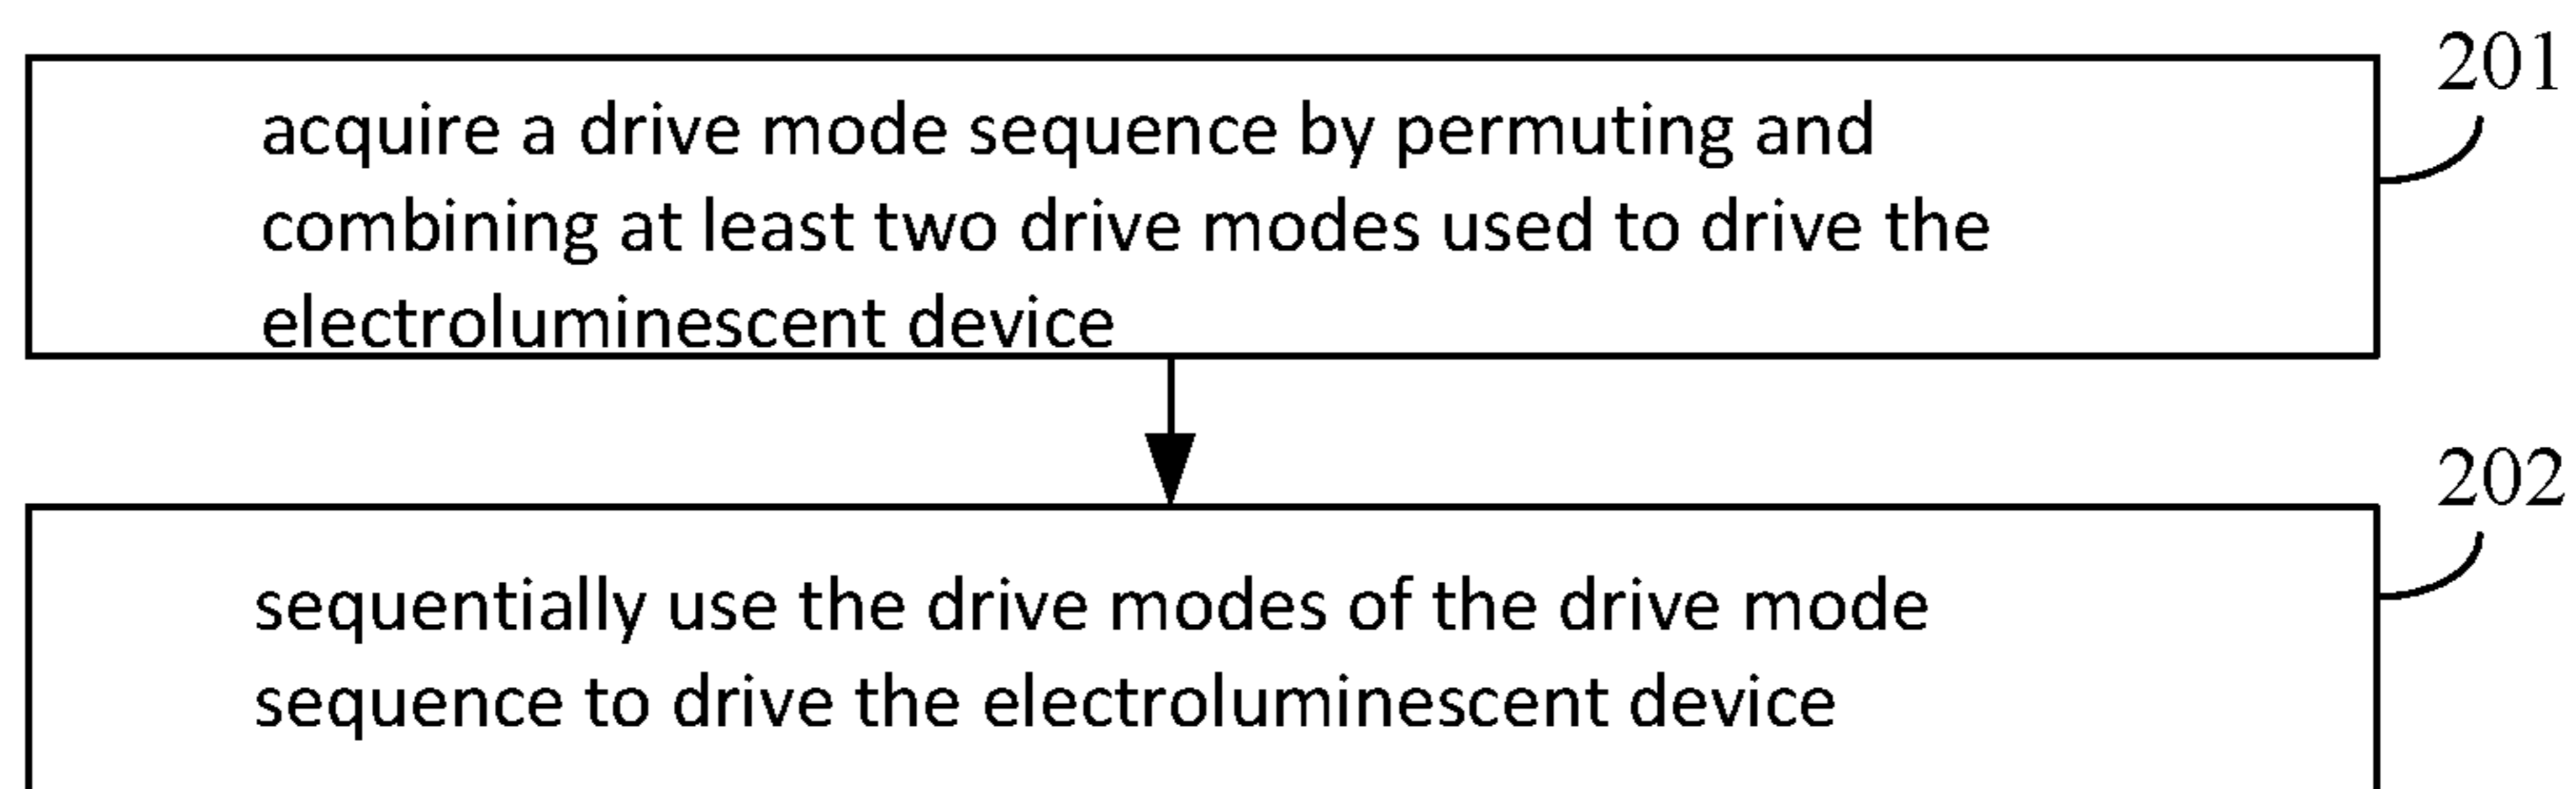 201
acquire a drive mode sequence by permuting and
combining at least two drive modes used to drive the
electroluminescent device
202
sequentially use the drive modes of the drive mode
sequence to drive the electroluminescent device